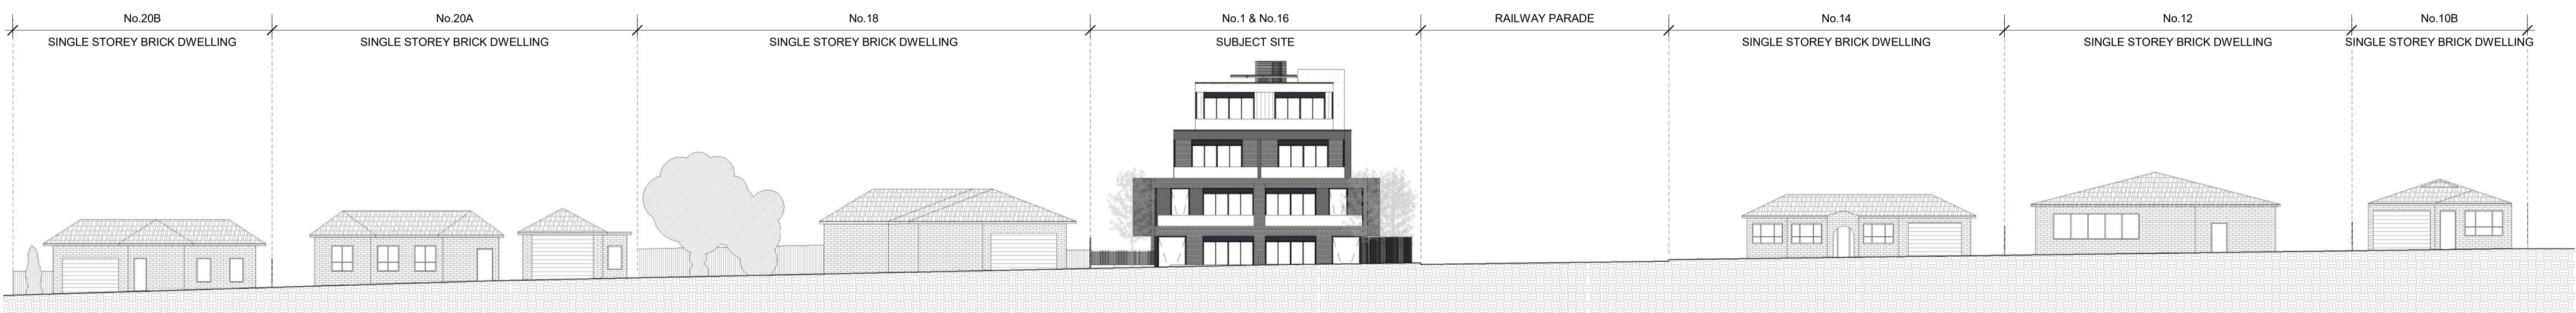 No.20B
SINGLE STOREY BRICK DWELLING
No.20A
SINGLE STOREY BRICK DWELLING
No.18
SINGLE STOREY BRICK DWELLING
No.1 & No.16
SUBJECT SITE
RAILWAY PARADE
No.14
SINGLE STOREY BRICK DWELLING
No.12
SINGLE STOREY BRICK DWELLING
No.10B
SINGLE STOREY BRICK DWELLING